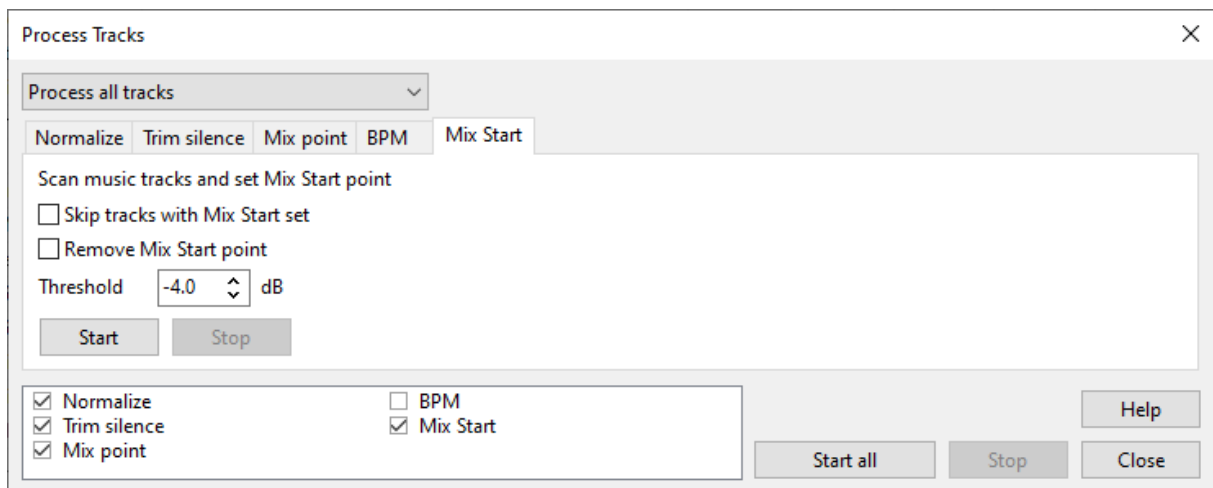 Process Tracks
Process all tracks
Normalize Trim silence Mix point BPM Mix Start
Scan music tracks and set Mix Start point
Skip tracks with Mix Start set
Remove Mix Start point
Threshold -4.0 dB
Start Stop
Normalize BPM
Trim silence Mix Start
Mix point
Help
Start all Stop Close